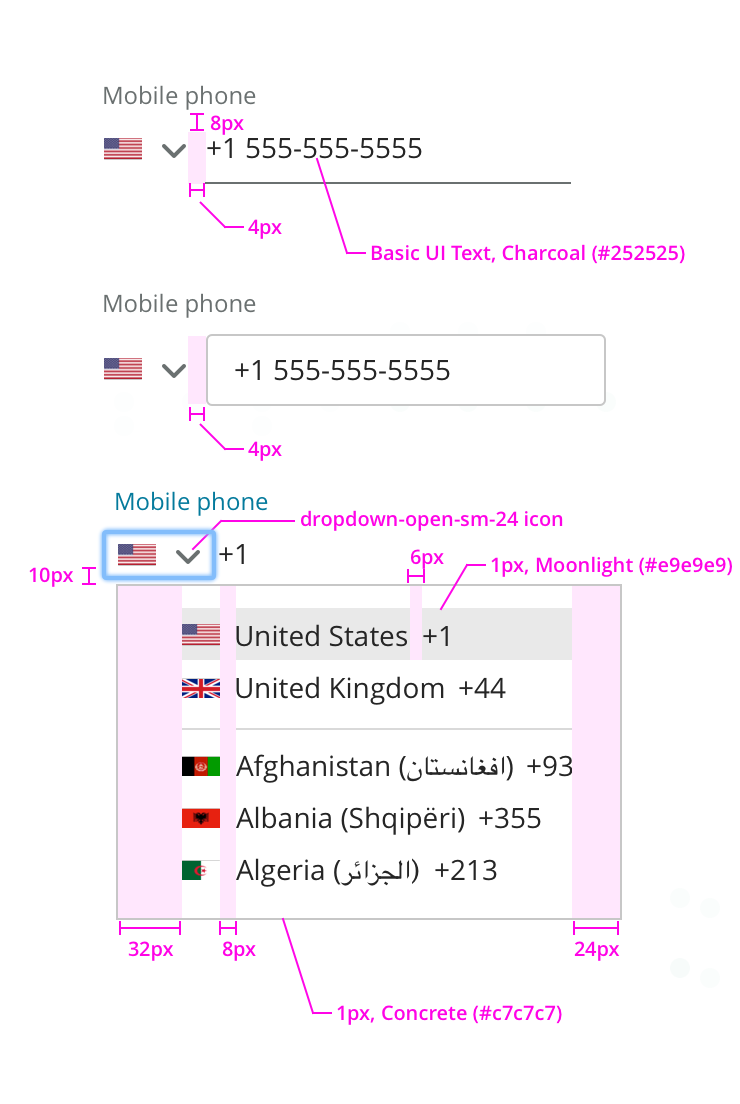 Mobile phone
8px
+1 555-555-5555
4px
Basic UI Text, Charcoal (#252525)
Mobile phone
+1 555-555-5555
4px
Mobile phone
dropdown-open-sm-24 icon
+1
6px
1px, Moonlight (#e9e9e9)
10px
United States +1
United Kingdom +44
Afghanistan (افغانستان) +93
Albania (Shqipëri) +355
Algeria (الجزائر) +213
32px
8px
24px
1px, Concrete (#c7c7c7)